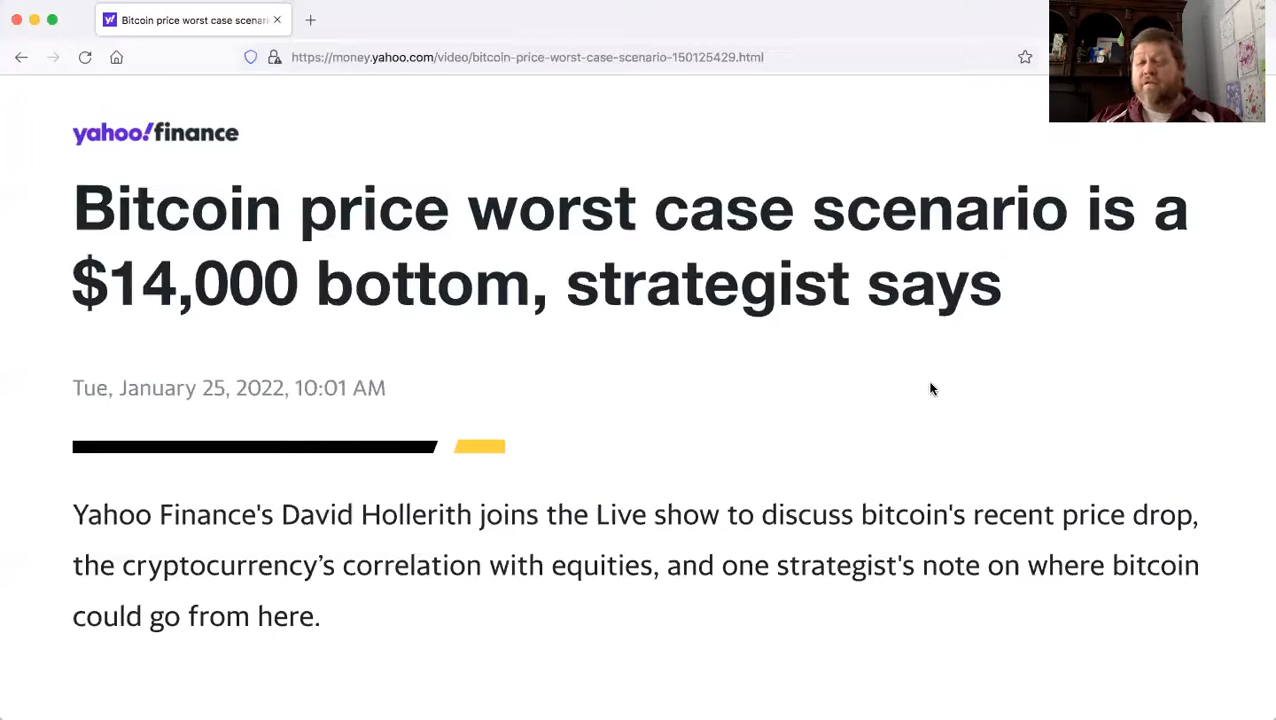 Bitcoin price worst case scenari
https://money.yahoo.com/video/bitcoin-price-worst-case-scenario-150125429.html
yahoo!finance
Bitcoin price worst case scenario is a
$14,000 bottom, strategist says
Tue, January 25, 2022, 10:01 AM
Yahoo Finance's David Hollerith joins the Live show to discuss bitcoin's recent price drop,
the cryptocurrency’s correlation with equities, and one strategist's note on where bitcoin
could go from here.